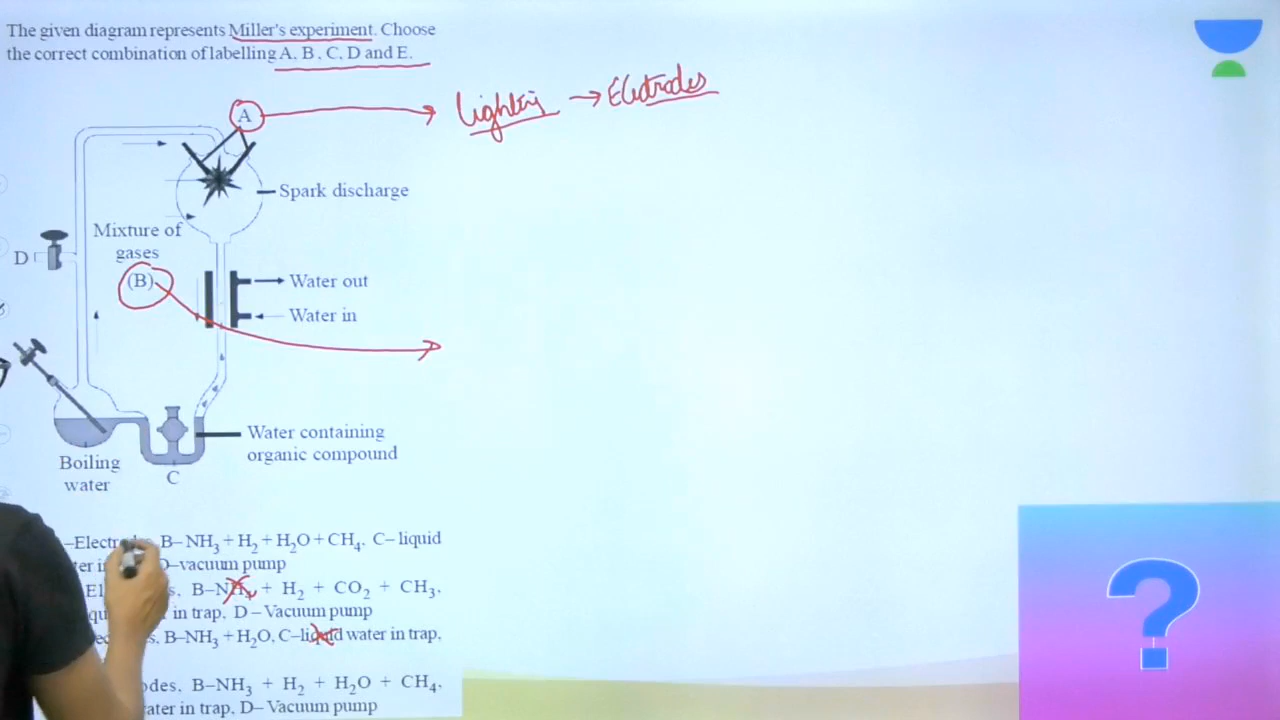 The given diagram represents Miller's experiment. Choose
the correct combination of labelling A, B, C, D and E.
A
Lighting → Electrodes
Spark discharge
Mixture of
gases
(B)
D
Water out
Water in
Water containing
organic compound
Boiling
water
C
B–NH₃ + H₂ + H₂O + CH₄. C– liquid
D–vacuum pump
B– + H₂ + CO₂ + CH₃.
in trap, D – Vacuum pump
B–NH₃ + H₂O, C–liquid water in trap.
B–NH₃ + H₂ + H₂O + CH₄.
in trap, D– Vacuum pump
?